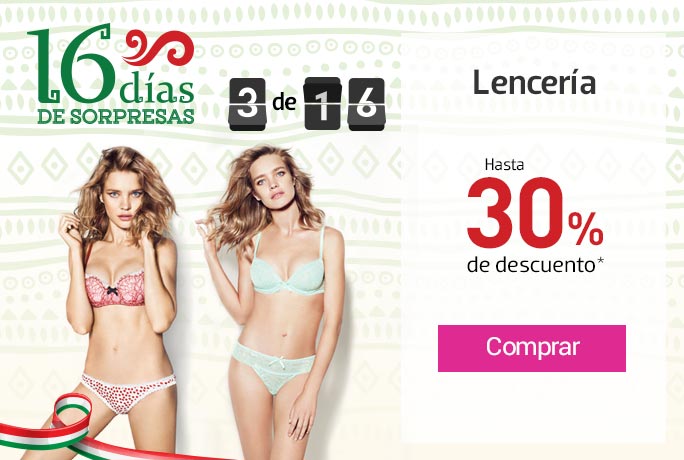 16 días
DE SORPRESAS
3 de 16
Lencería
Hasta
30%
de descuento*
Comprar